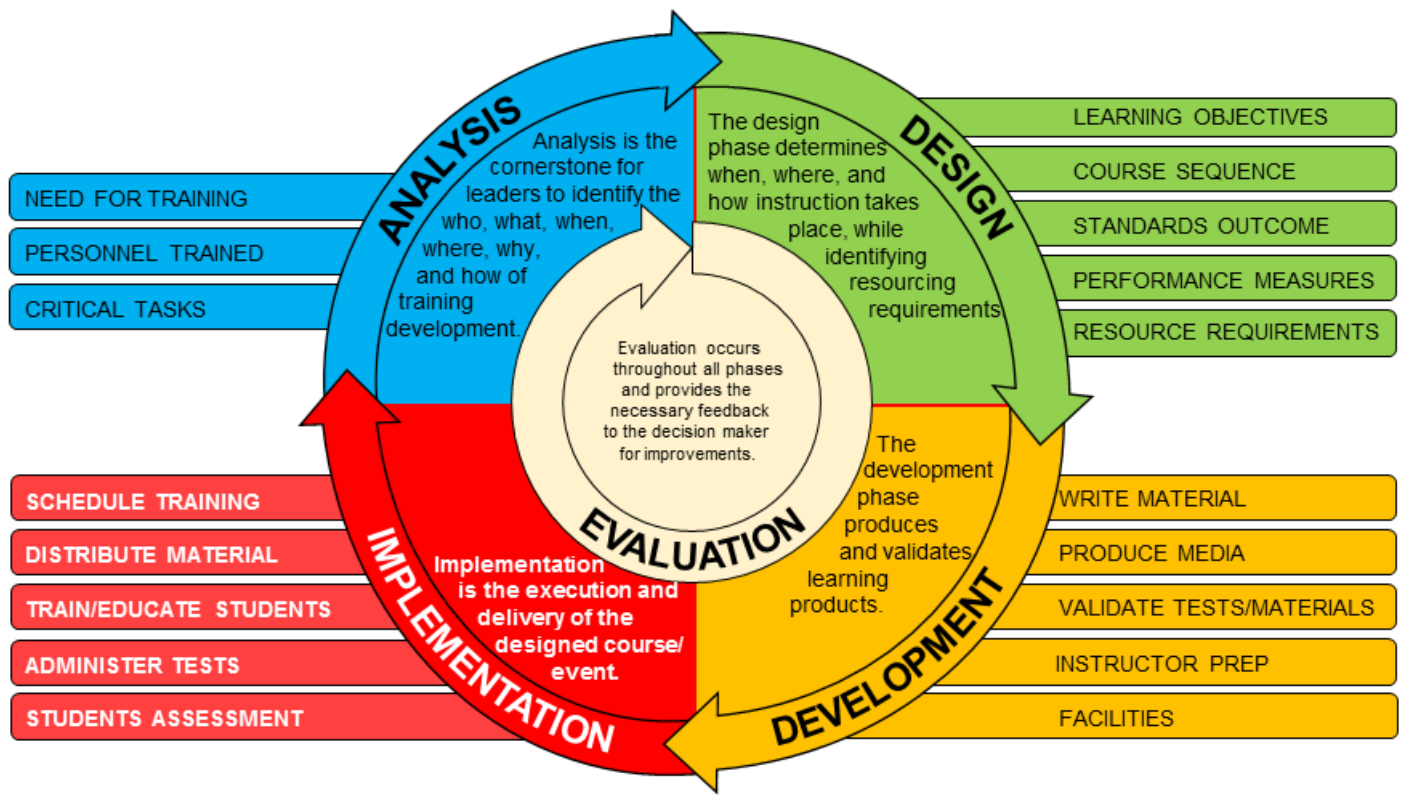 ANALYSIS
Analysis is the
cornerstone for
leaders to identify the
who, what, when,
where, why,
and how of
training
development.
NEED FOR TRAINING
PERSONNEL TRAINED
CRITICAL TASKS
DESIGN
The design
phase determines
when, where, and
how instruction takes
place, while
identifying
resourcing
requirements
LEARNING OBJECTIVES
COURSE SEQUENCE
STANDARDS OUTCOME
PERFORMANCE MEASURES
RESOURCE REQUIREMENTS
Evaluation occurs
throughout all phases
and provides the
necessary feedback
to the decision maker
for improvements.
EVALUATION
The
development
phase
produces
and validates
learning
products.
DEVELOPMENT
WRITE MATERIAL
PRODUCE MEDIA
VALIDATE TESTS/MATERIALS
INSTRUCTOR PREP
FACILITIES
Implementation
is the execution and
delivery of the
designed course/
event.
IMPLEMENTATION
SCHEDULE TRAINING
DISTRIBUTE MATERIAL
TRAIN/EDUCATE STUDENTS
ADMINISTER TESTS
STUDENTS ASSESSMENT